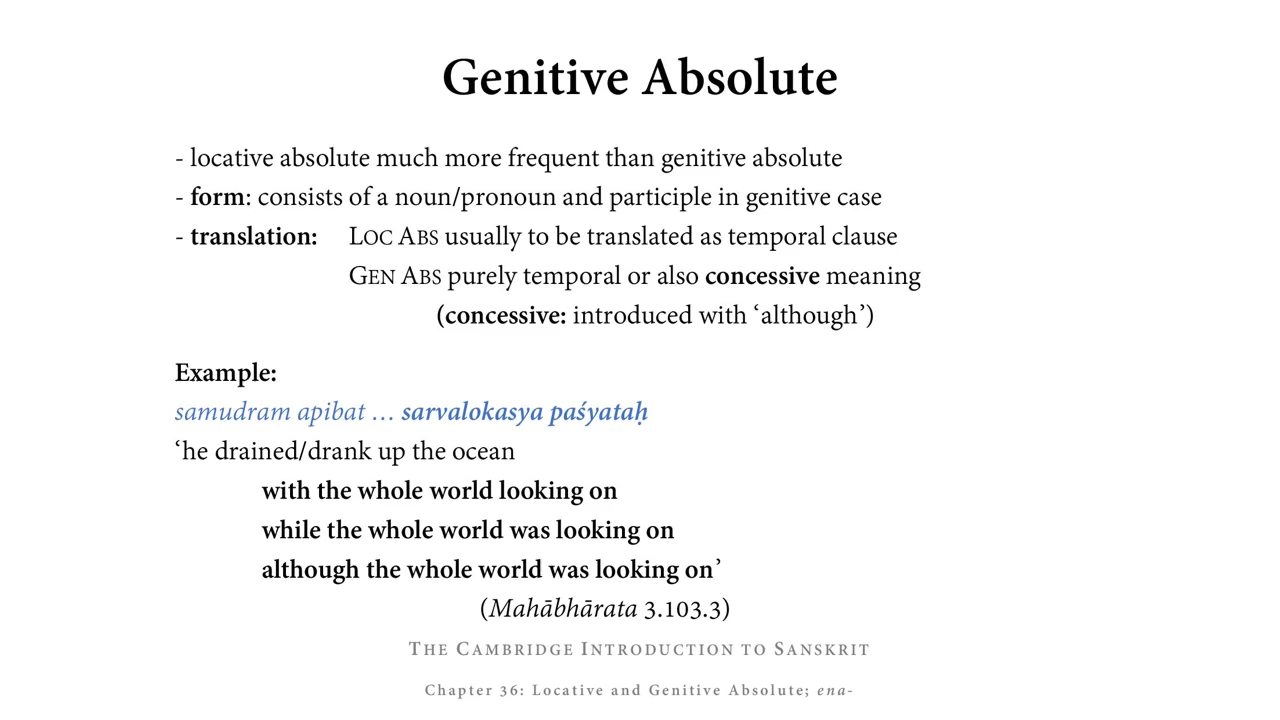 Genitive Absolute
- locative absolute much more frequent than genitive absolute
- form: consists of a noun/pronoun and participle in genitive case
- translation: Loc Abs usually to be translated as temporal clause
Gen Abs purely temporal or also concessive meaning
(concessive: introduced with ‘although’)
Example:
samudram apibat … sarvalokasya paśyataḥ
‘he drained/drank up the ocean
with the whole world looking on
while the whole world was looking on
although the whole world was looking on’
(Mahābhārata 3.103.3)
The Cambridge Introduction to Sanskrit
Chapter 36: Locative and Genitive Absolute; ena-